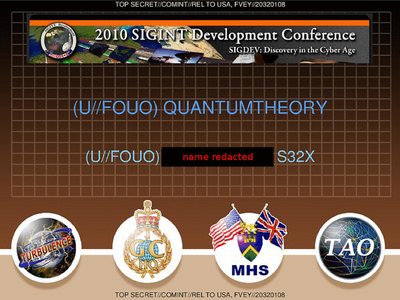 TOP SECRET//COMINT//REL TO USA, FVEY//20320108
2010 SIGINT Development Conference
SIGDEV: Discovery in the Cyber Age
(U//FOUO) QUANTUMTHEORY
(U//FOUO) name redacted S32X
TURBULENCE
MHS
TAO
TOP SECRET//COMINT//REL TO USA, FVEY//20320108